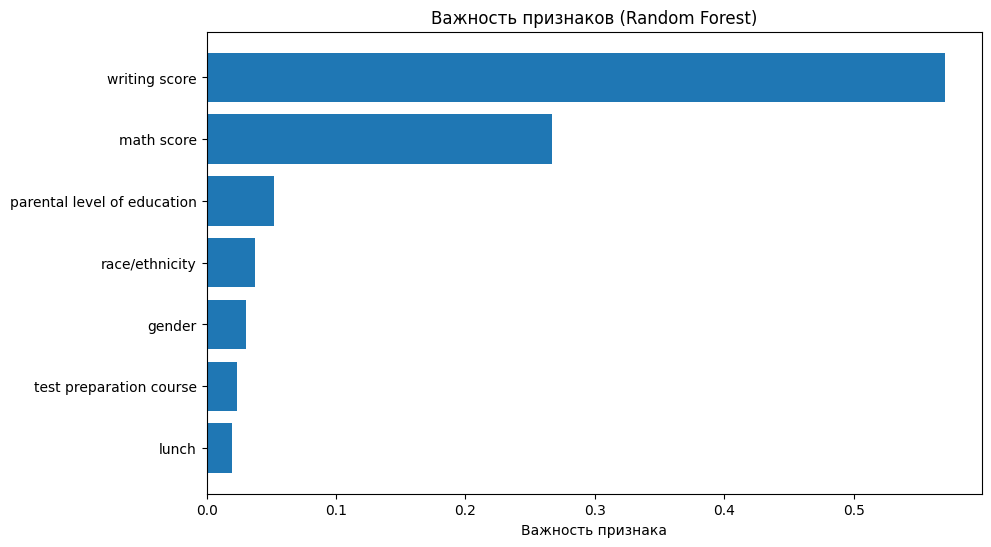 Важность признаков (Random Forest)
writing score
math score
parental level of education
race/ethnicity
gender
test preparation course
lunch
0.0 0.1 0.2 0.3 0.4 0.5
Важность признака